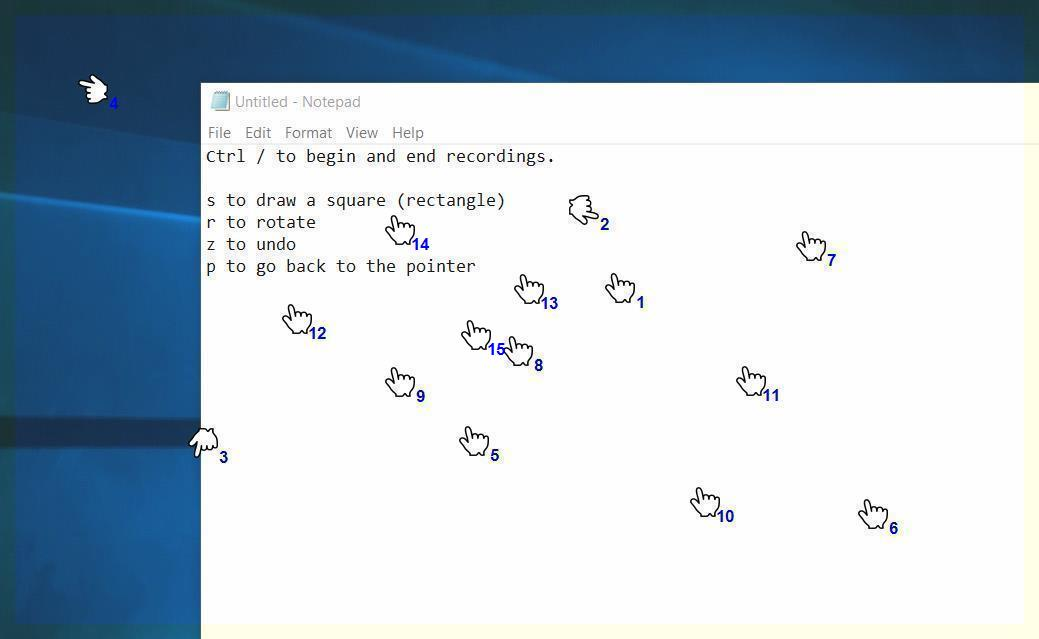 4
Untitled - Notepad
File Edit Format View Help
Ctrl / to begin and end recordings.
s to draw a square (rectangle)
2
r to rotate
14
z to undo
7
p to go back to the pointer
13
1
12
15
8
9
11
3
5
10
6